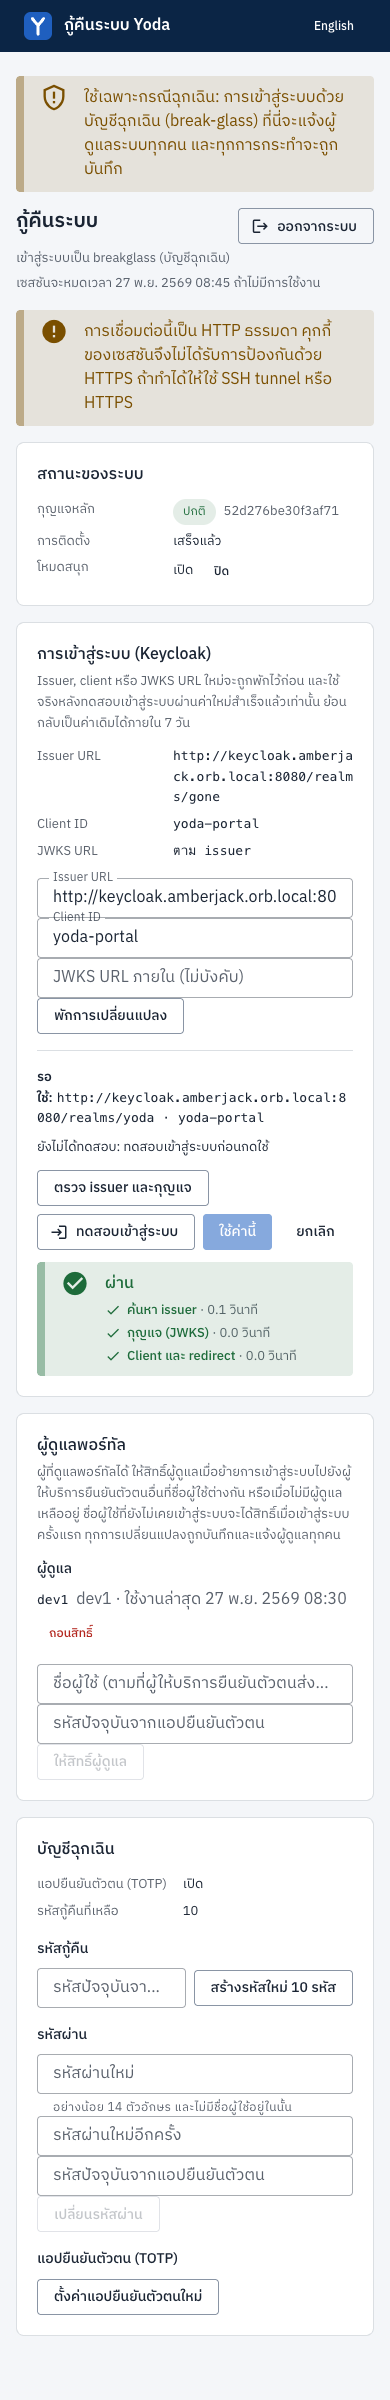 กู้คืนระบบ Yoda
English
ใช้เฉพาะกรณีฉุกเฉิน: การเข้าสู่ระบบด้วย
บัญชีฉุกเฉิน (break-glass) ที่นี่จะแจ้งผู้
ดูแลระบบทุกคน และทุกการกระทำจะถูก
บันทึก
กู้คืนระบบ
ออกจากระบบ
เข้าสู่ระบบเป็น breakglass (บัญชีฉุกเฉิน)
เซสชันจะหมดเวลา 27 พ.ย. 2569 08:45 ถ้าไม่มีการใช้งาน
การเชื่อมต่อนี้เป็น HTTP ธรรมดา คุกกี้
ของเซสชันจึงไม่ได้รับการป้องกันด้วย
HTTPS ถ้าทำได้ให้ใช้ SSH tunnel หรือ
HTTPS
สถานะของระบบ
กุญแจหลัก ปกติ 52d276be30f3af71
การติดตั้ง เสร็จแล้ว
โหมดสนุก เปิด ปิด
การเข้าสู่ระบบ (Keycloak)
Issuer, client หรือ JWKS URL ใหม่จะถูกพักไว้ก่อน และใช้
จริงหลังทดสอบเข้าสู่ระบบผ่านค่าใหม่สำเร็จแล้วเท่านั้น ย้อน
กลับเป็นค่าเดิมได้ภายใน 7 วัน
Issuer URL http://keycloak.amberja
ck.orb.local:8080/realm
s/gone
Client ID yoda-portal
JWKS URL ตาม issuer
Issuer URL
http://keycloak.amberjack.orb.local:80
Client ID
yoda-portal
JWKS URL ภายใน (ไม่บังคับ)
พักการเปลี่ยนแปลง
รอ
ใช้: http://keycloak.amberjack.orb.local:8
080/realms/yoda · yoda-portal
ยังไม่ได้ทดสอบ: ทดสอบเข้าสู่ระบบก่อนกดใช้
ตรวจ issuer และกุญแจ
ทดสอบเข้าสู่ระบบ ใช้ค่านี้ ยกเลิก
ผ่าน
ค้นหา issuer · 0.1 วินาที
กุญแจ (JWKS) · 0.0 วินาที
Client และ redirect · 0.0 วินาที
ผู้ดูแลพอร์ทัล
ผู้ที่ดูแลพอร์ทัลได้ ให้สิทธิ์ผู้ดูแลเมื่อย้ายการเข้าสู่ระบบไปยังผู้
ให้บริการยืนยันตัวตนอื่นที่ชื่อผู้ใช้ต่างกัน หรือเมื่อไม่มีผู้ดูแล
เหลืออยู่ ชื่อผู้ใช้ที่ยังไม่เคยเข้าสู่ระบบจะได้สิทธิ์เมื่อเข้าสู่ระบบ
ครั้งแรก ทุกการเปลี่ยนแปลงถูกบันทึกและแจ้งผู้ดูแลทุกคน
ผู้ดูแล
dev1 dev1 · ใช้งานล่าสุด 27 พ.ย. 2569 08:30
ถอนสิทธิ์
ชื่อผู้ใช้ (ตามที่ผู้ให้บริการยืนยันตัวตนส่ง...
รหัสปัจจุบันจากแอปยืนยันตัวตน
ให้สิทธิ์ผู้ดูแล
บัญชีฉุกเฉิน
แอปยืนยันตัวตน (TOTP) เปิด
รหัสกู้คืนที่เหลือ 10
รหัสกู้คืน
รหัสปัจจุบันจา... สร้างรหัสใหม่ 10 รหัส
รหัสผ่าน
รหัสผ่านใหม่
อย่างน้อย 14 ตัวอักษร และไม่มีชื่อผู้ใช้อยู่ในนั้น
รหัสผ่านใหม่อีกครั้ง
รหัสปัจจุบันจากแอปยืนยันตัวตน
เปลี่ยนรหัสผ่าน
แอปยืนยันตัวตน (TOTP)
ตั้งค่าแอปยืนยันตัวตนใหม่